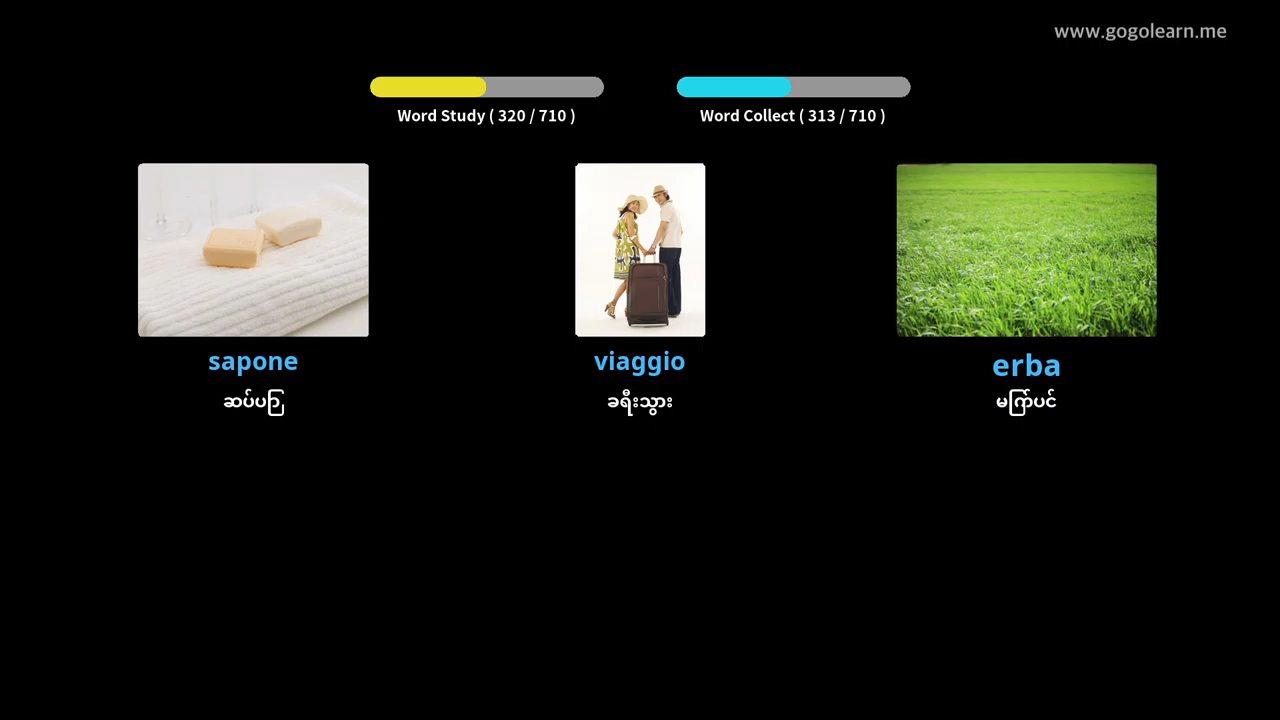 www.gogolearn.me
Word Study ( 320 / 710 )
Word Collect ( 313 / 710 )
sapone
viaggio
erba
ဆပ်ပြာ
ခရီးသွား
မြက်ပင်